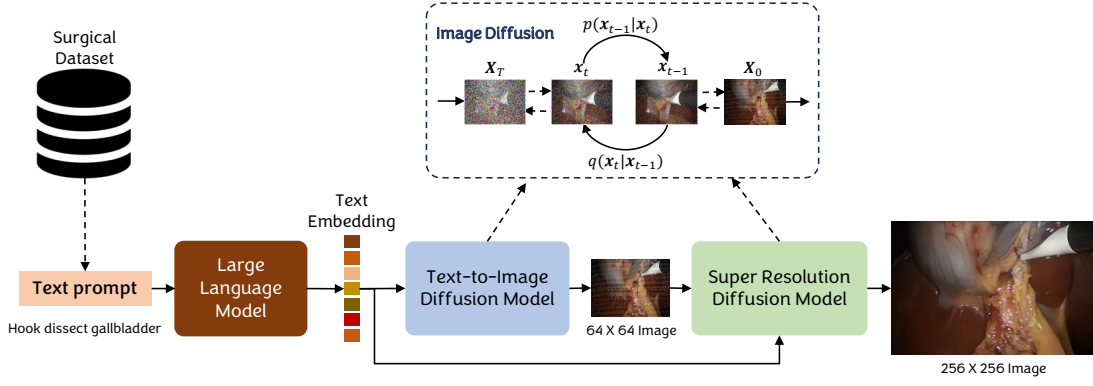 Surgical
Dataset
Image Diffusion
p(x_{t-1}|x_t)
X_T
x_t
x_{t-1}
X_0
q(x_t|x_{t-1})
Text
Embedding
Text prompt
Hook dissect gallbladder
Large
Language
Model
Text-to-Image
Diffusion Model
64 X 64 Image
Super Resolution
Diffusion Model
256 X 256 Image